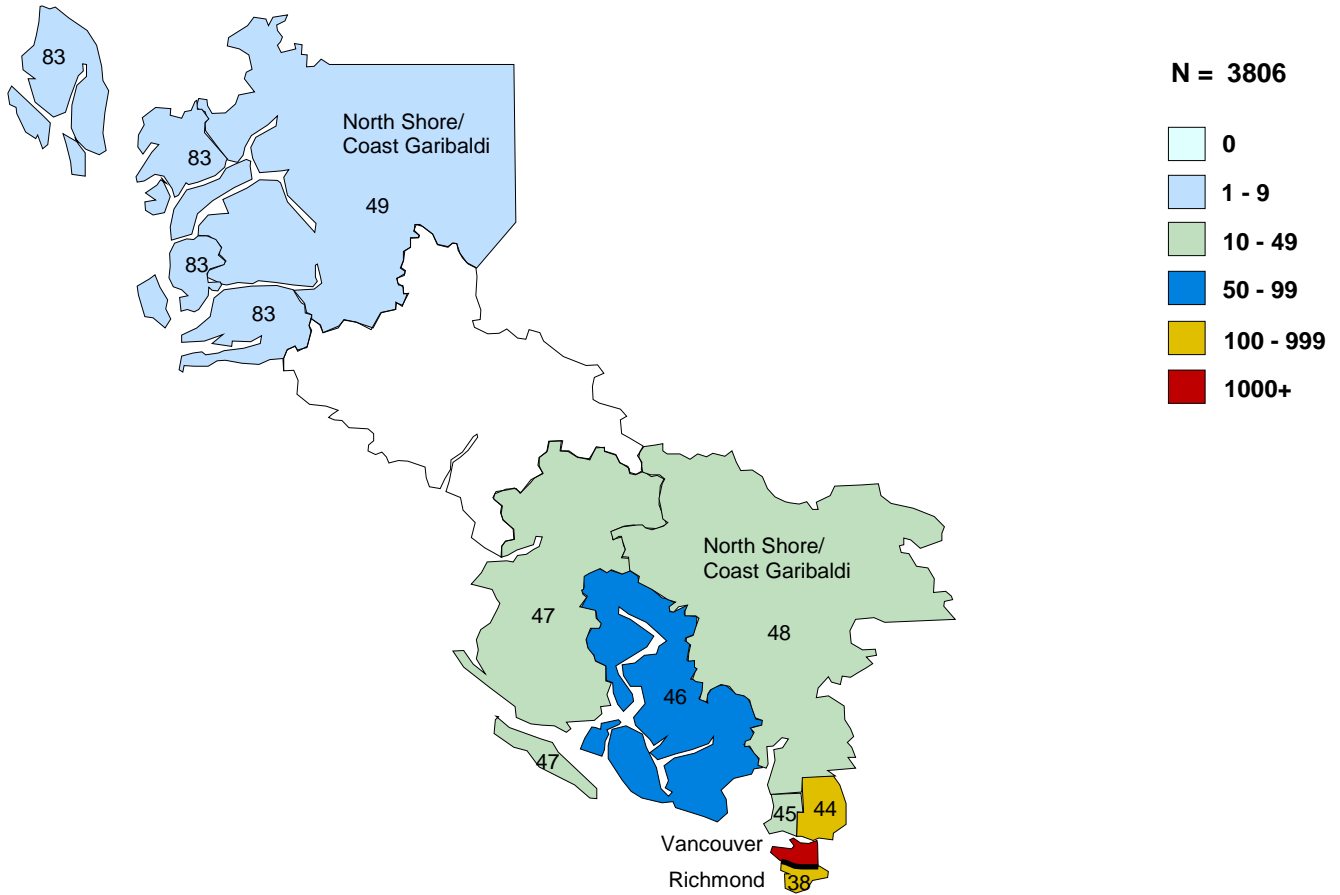 83
N = 3806
North Shore/
Coast Garibaldi
0
83
1 - 9
49
10 - 49
83
50 - 99
83
100 - 999
1000+
North Shore/
Coast Garibaldi
47
48
46
47
45
44
Vancouver
Richmond
38